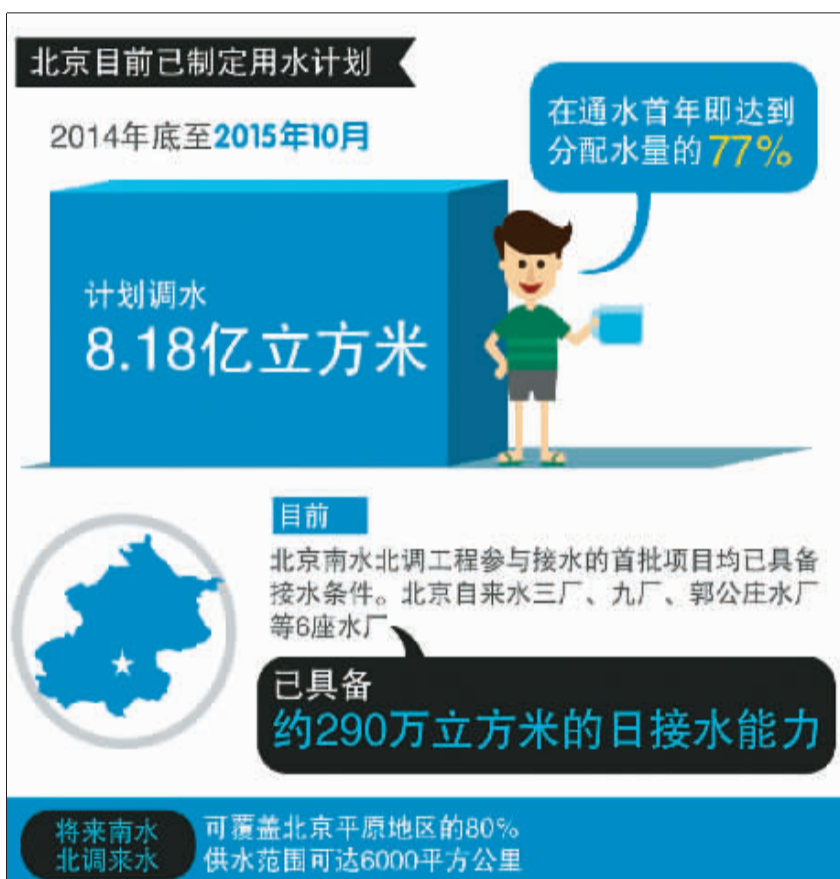 北京目前已制定用水计划
2014年底至2015年10月
在通水首年即达到
分配水量的77%
计划调水
8.18亿立方米
目前
北京南水北调工程参与接水的首批项目均已具备
接水条件。北京自来水三厂、九厂、郭公庄水厂
等6座水厂
已具备
约290万立方米的日接水能力
将来南水
北调来水
可覆盖北京平原地区的80%
供水范围可达6000平方公里